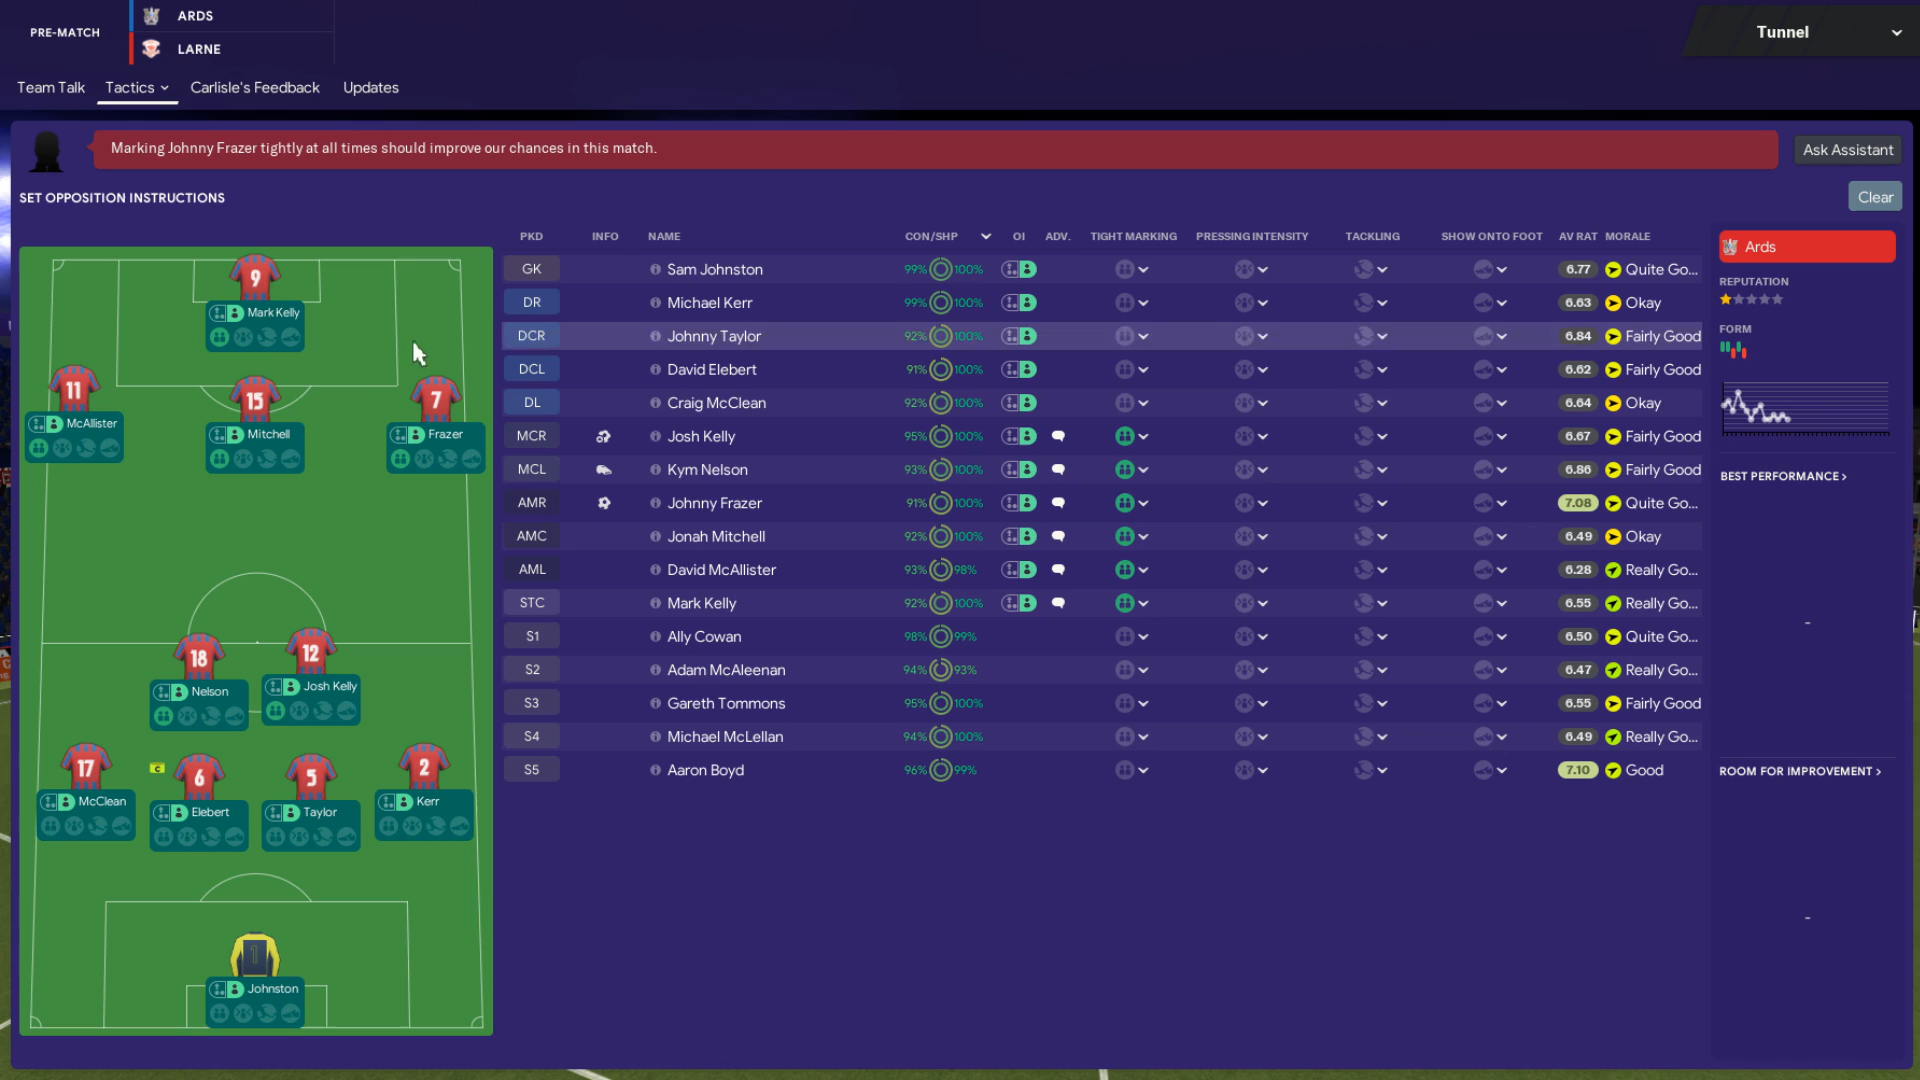 PRE-MATCH
ARDS
LARNE
Tunnel
Team Talk Tactics Carlisle's Feedback Updates
Marking Johnny Frazer tightly at all times should improve our chances in this match.
Ask Assistant
SET OPPOSITION INSTRUCTIONS
Clear
9
Mark Kelly
11
McAllister
15
Mitchell
7
Frazer
18
Nelson
12
Josh Kelly
17
McClean
C
6
Elebert
5
Taylor
2
Kerr
1
Johnston
PKD INFO NAME CON/SHP OI ADV. TIGHT MARKING PRESSING INTENSITY TACKLING SHOW ONTO FOOT AV RAT MORALE
GK Sam Johnston 99% 100% 6.77 Quite Go...
DR Michael Kerr 99% 100% 6.63 Okay
DCR Johnny Taylor 92% 100% 6.84 Fairly Good
DCL David Elebert 91% 100% 6.62 Fairly Good
DL Craig McClean 92% 100% 6.64 Okay
MCR Josh Kelly 95% 100% 6.67 Fairly Good
MCL Kym Nelson 93% 100% 6.86 Fairly Good
AMR Johnny Frazer 91% 100% 7.08 Quite Go...
AMC Jonah Mitchell 92% 100% 6.49 Okay
AML David McAllister 93% 98% 6.28 Really Go...
STC Mark Kelly 92% 100% 6.55 Really Go...
S1 Ally Cowan 98% 99% 6.50 Quite Go...
S2 Adam McAleenan 94% 93% 6.47 Really Go...
S3 Gareth Tommons 95% 100% 6.55 Fairly Good
S4 Michael McLellan 94% 100% 6.49 Really Go...
S5 Aaron Boyd 96% 99% 7.10 Good
Ards
REPUTATION
FORM
BEST PERFORMANCE >
-
ROOM FOR IMPROVEMENT >
-